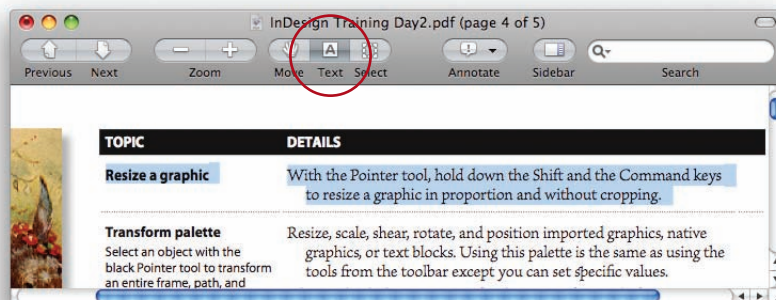 InDesign Training Day2.pdf (page 4 of 5)
Previous Next Zoom Move Text Select Annotate Sidebar Search
TOPIC DETAILS
Resize a graphic
With the Pointer tool, hold down the Shift and the Command keys
to resize a graphic in proportion and without cropping.
Transform palette
Select an object with the
black Pointer tool to transform
an entire frame, path, and
Resize, scale, shear, rotate, and position imported graphics, native
graphics, or text blocks. Using this palette is the same as using the
tools from the toolbar except you can set specific values.